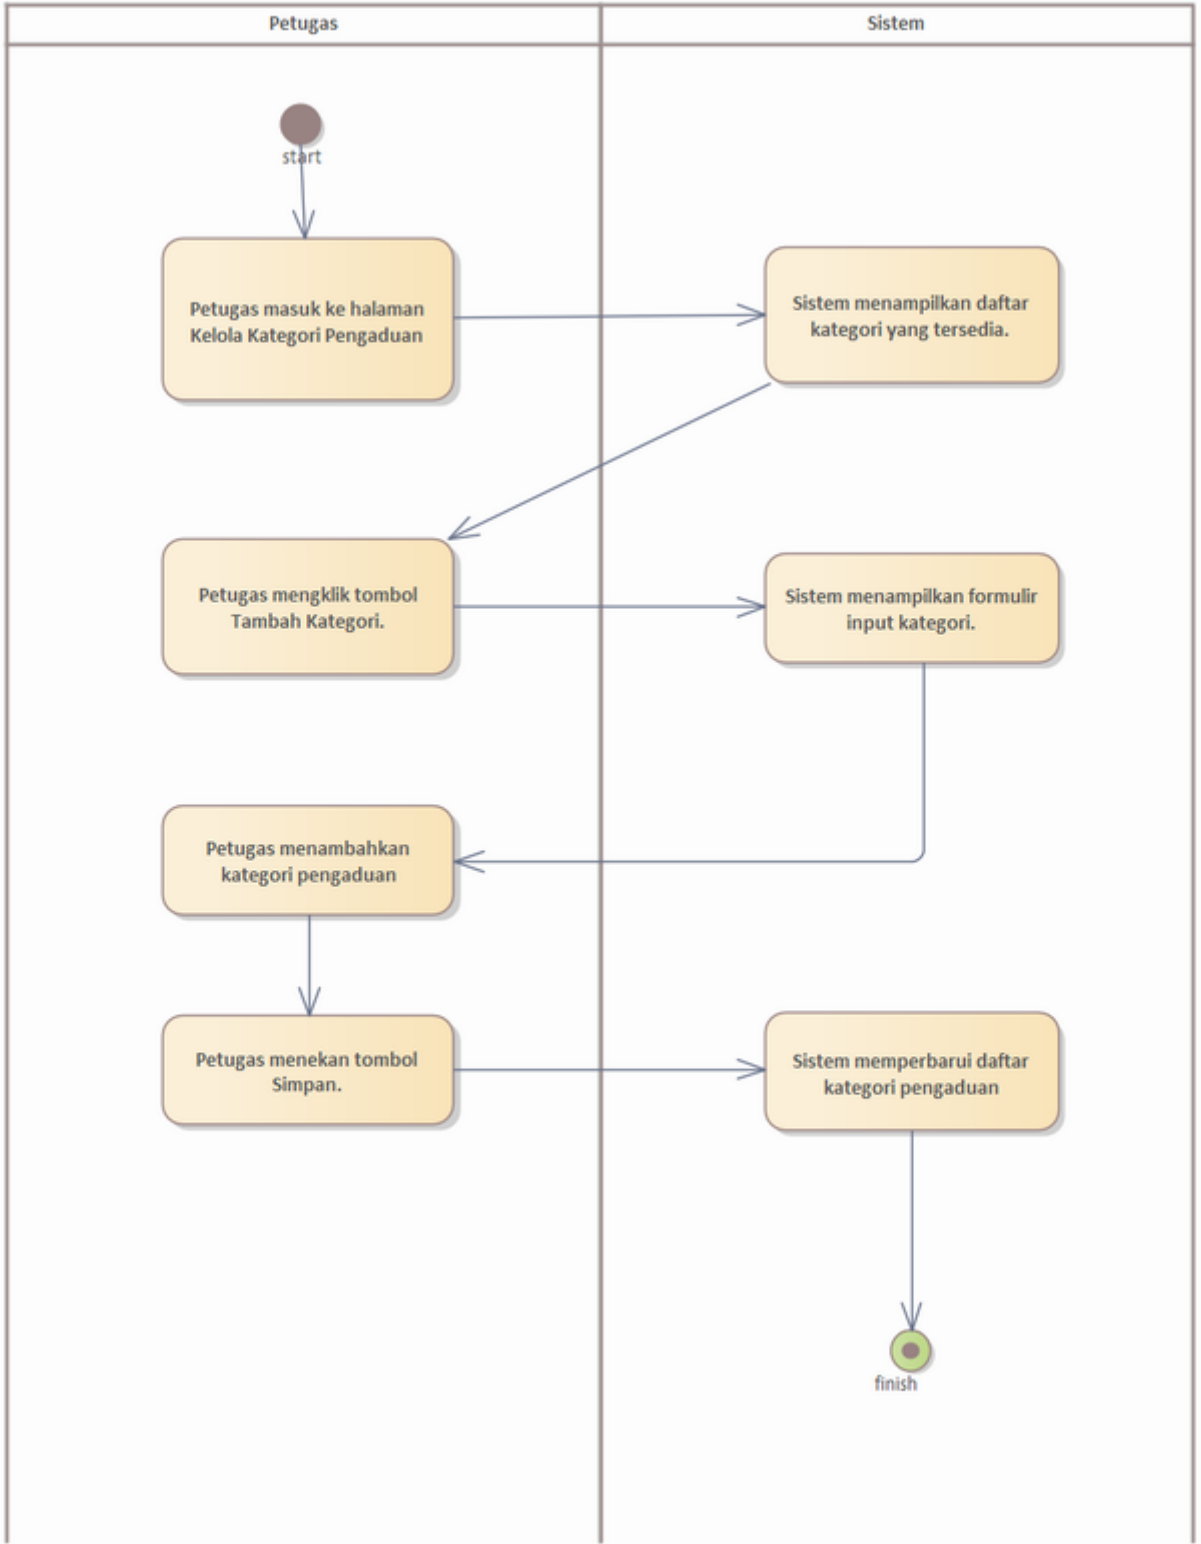 Petugas
Sistem
start
Petugas masuk ke halaman
Kelola Kategori Pengaduan
Sistem menampilkan daftar
kategori yang tersedia.
Petugas mengklik tombol
Tambah Kategori.
Sistem menampilkan formulir
input kategori.
Petugas menambahkan
kategori pengaduan
Petugas menekan tombol
Simpan.
Sistem memperbarui daftar
kategori pengaduan
finish